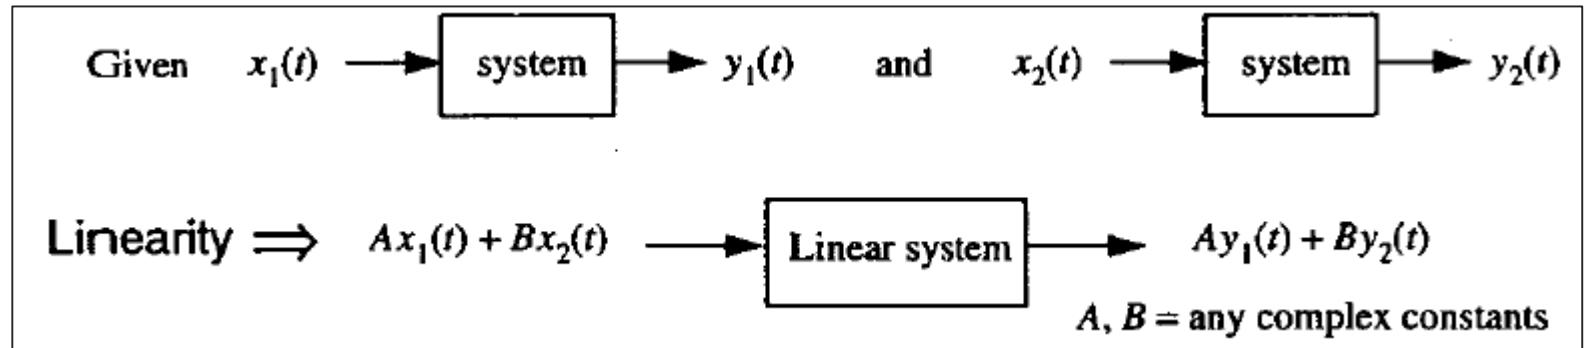 Given x₁(t) system y₁(t) and x₂(t) system y₂(t)
Linearity ⇒ Ax₁(t) + Bx₂(t) Linear system Ay₁(t) + By₂(t)
A, B = any complex constants